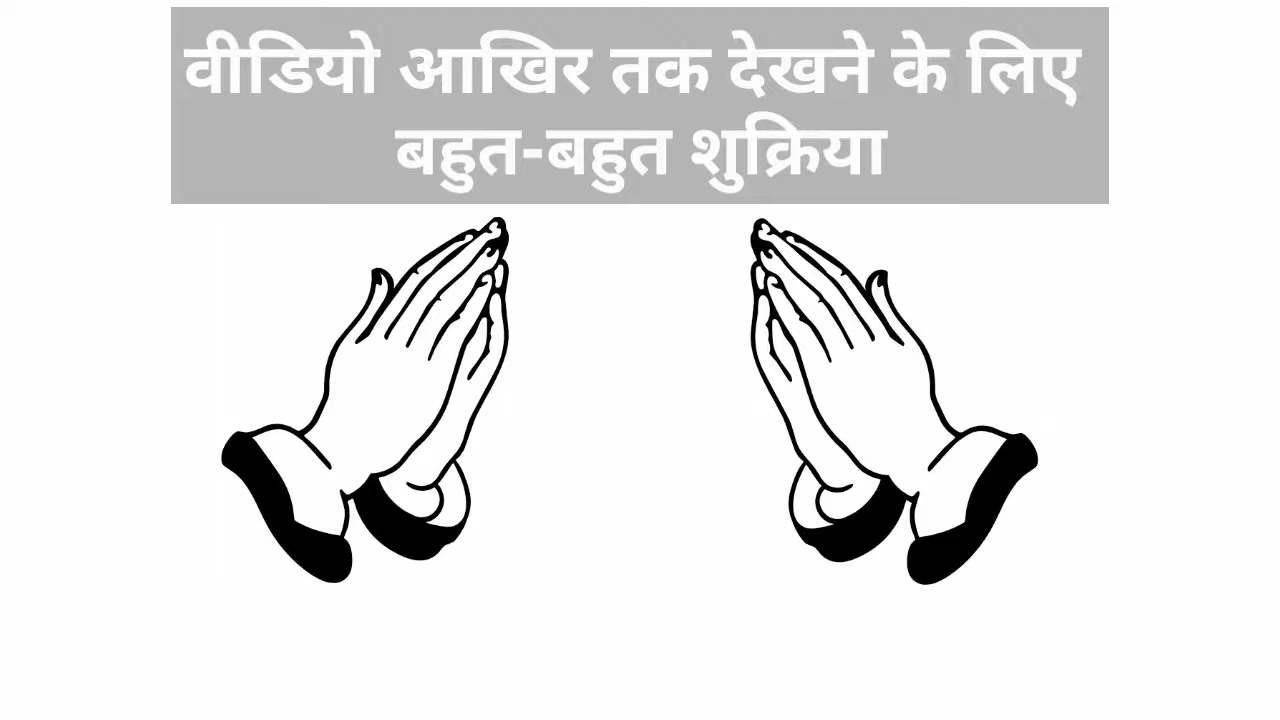 वीडियो आखिर तक देखने के लिए
बहुत-बहुत शुक्रिया